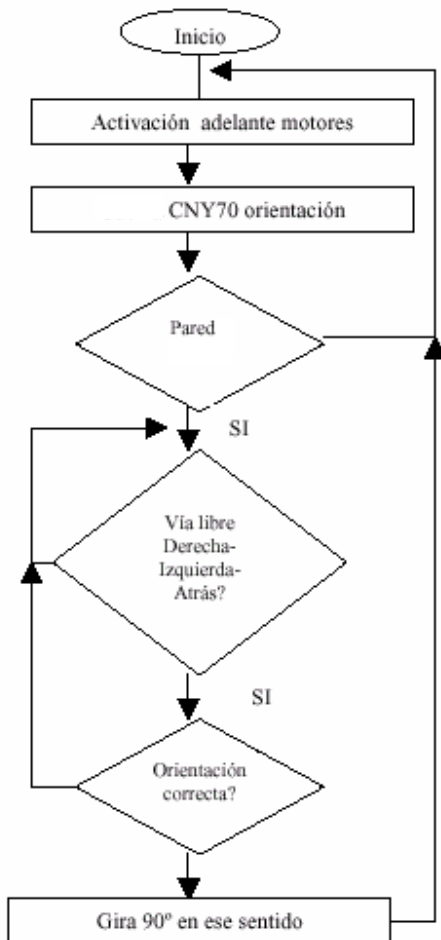 Inicio
Activación adelante motores
CNY70 orientación
Pared
SI
Vía libre
Derecha-
Izquierda-
Atrás?
SI
Orientación
correcta?
Gira 90º en ese sentido